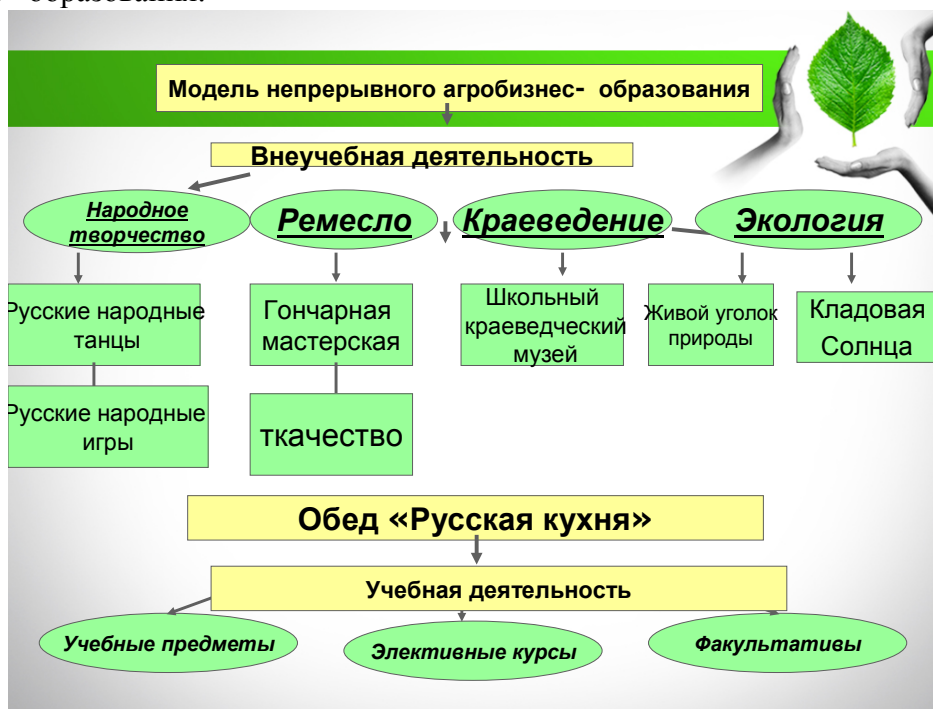 образования.
Модель непрерывного агробизнес- образования
Внеучебная деятельность
Народное
творчество
Ремесло
Краеведение
Экология
Русские народные
танцы
Гончарная
мастерская
Школьный
краеведческий
музей
Живой уголок
природы
Кладовая
Солнца
Русские народные
игры
ткачество
Обед «Русская кухня»
Учебная деятельность
Учебные предметы
Элективные курсы
Факультативы